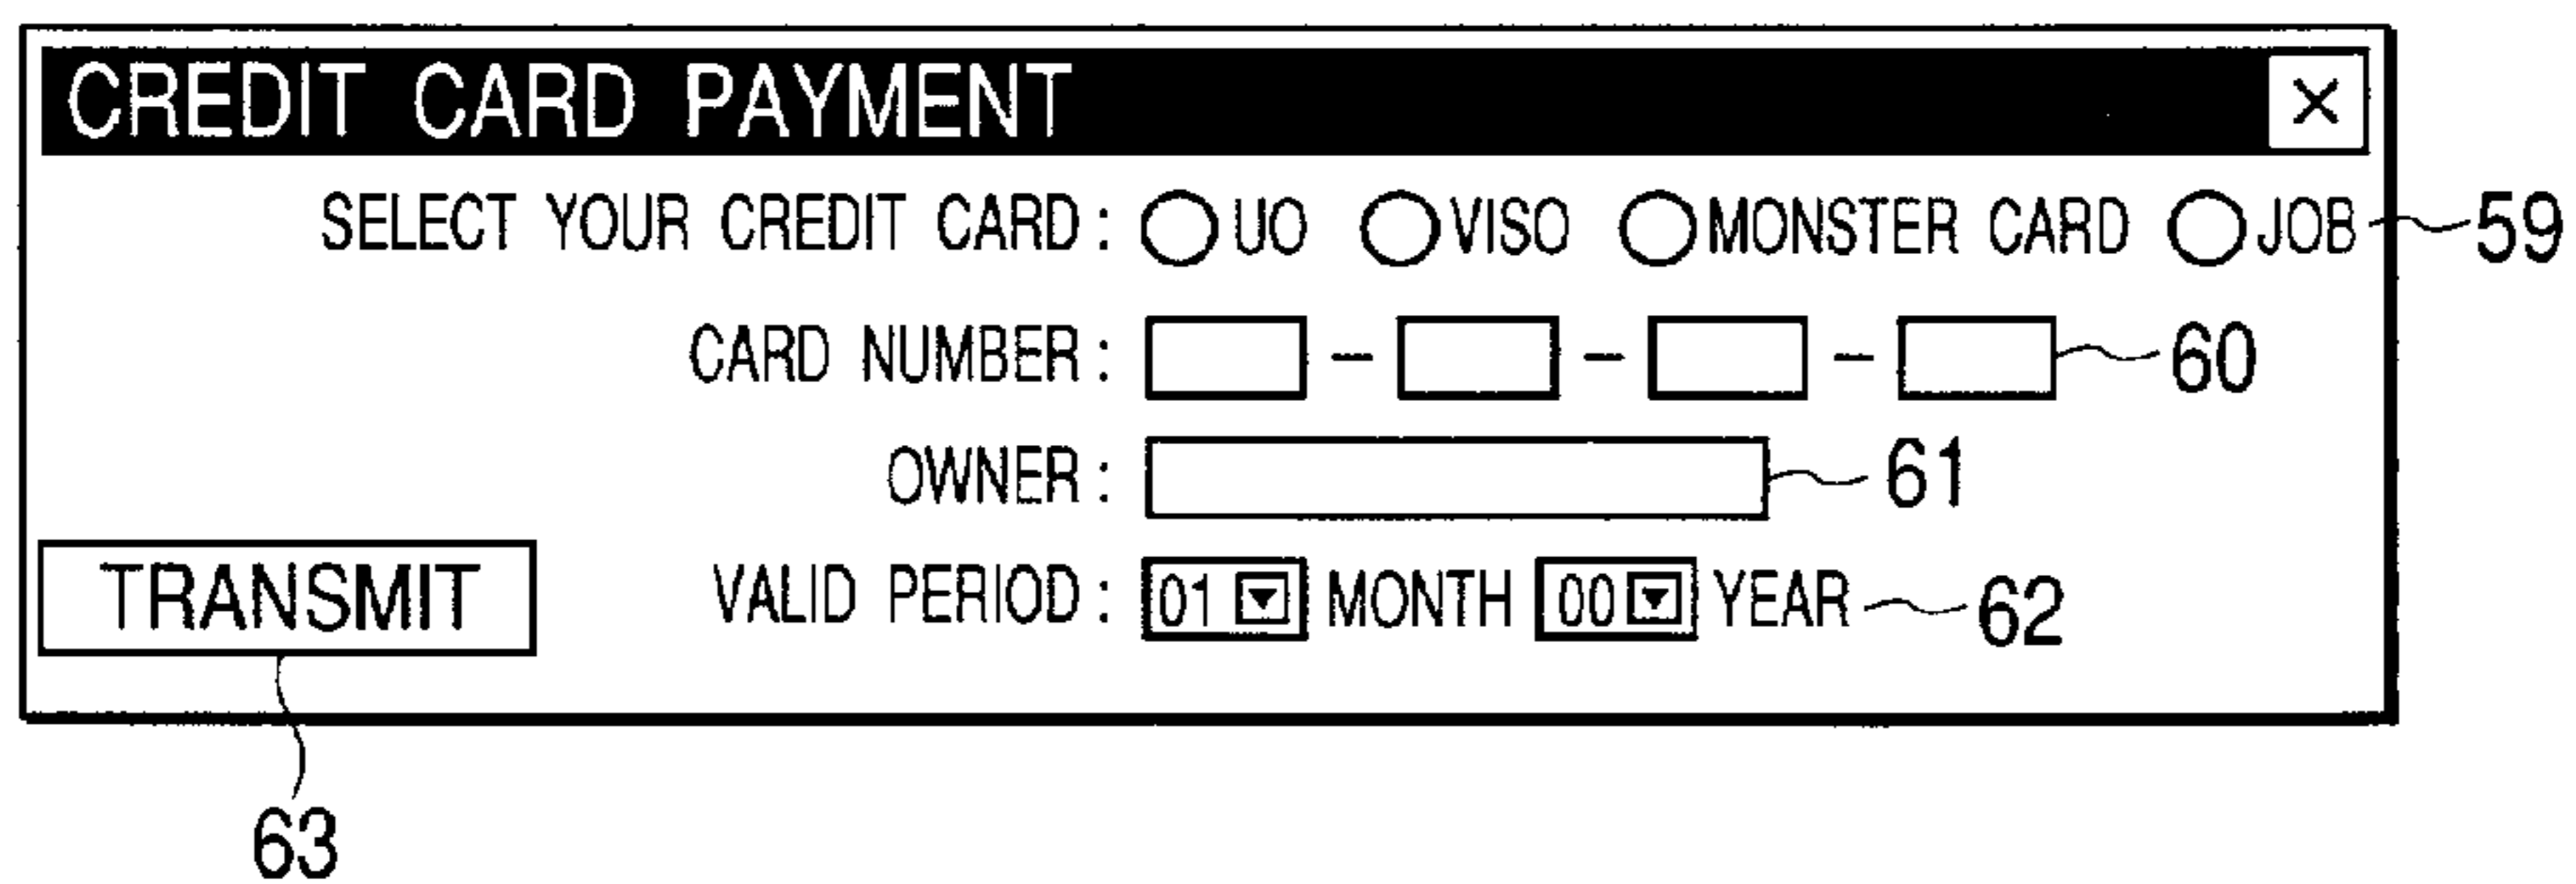 CREDIT CARD PAYMENT ×
SELECT YOUR CREDIT CARD: UO VISO MONSTER CARD JOB 59
CARD NUMBER: - - - 60
OWNER: 61
TRANSMIT VALID PERIOD: 01 MONTH 00 YEAR 62
63